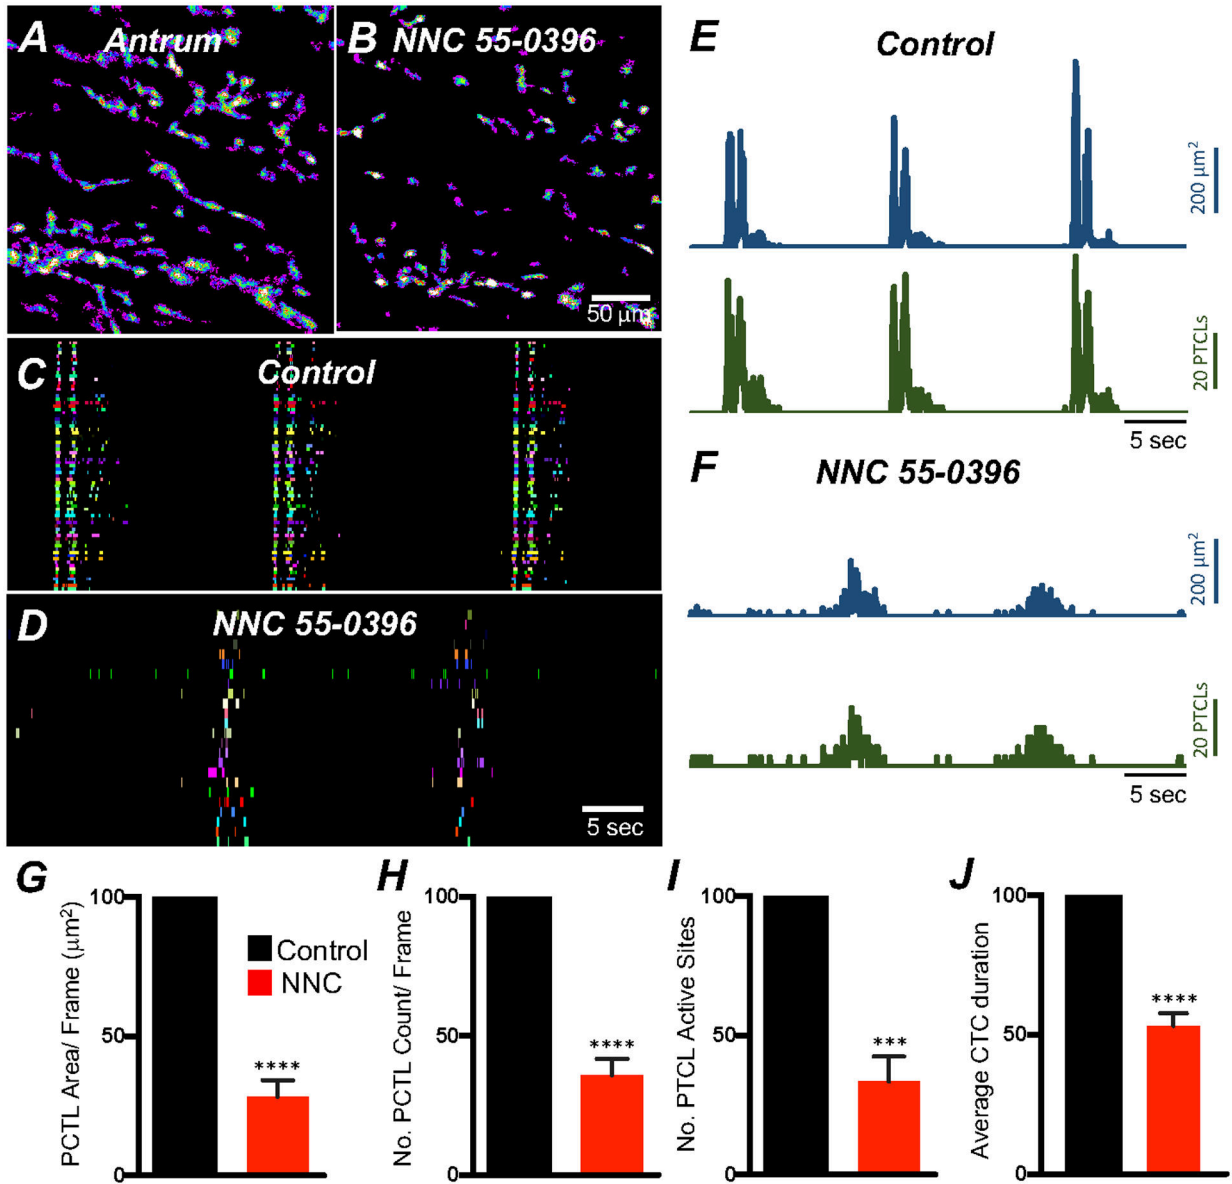 A Antrum
B NNC 55-0396
50 µm
C Control
D NNC 55-0396
5 sec
E Control
200 µm²
20 PTCLs
5 sec
F NNC 55-0396
200 µm²
20 PTCLs
5 sec
G
PCTL Area/ Frame (µm²)
100
50
0
Control
NNC
****
H
No. PCTL Count/ Frame
100
50
0
****
I
No. PTCL Active Sites
100
50
0
***
J
Average CTC duration
100
50
0
****